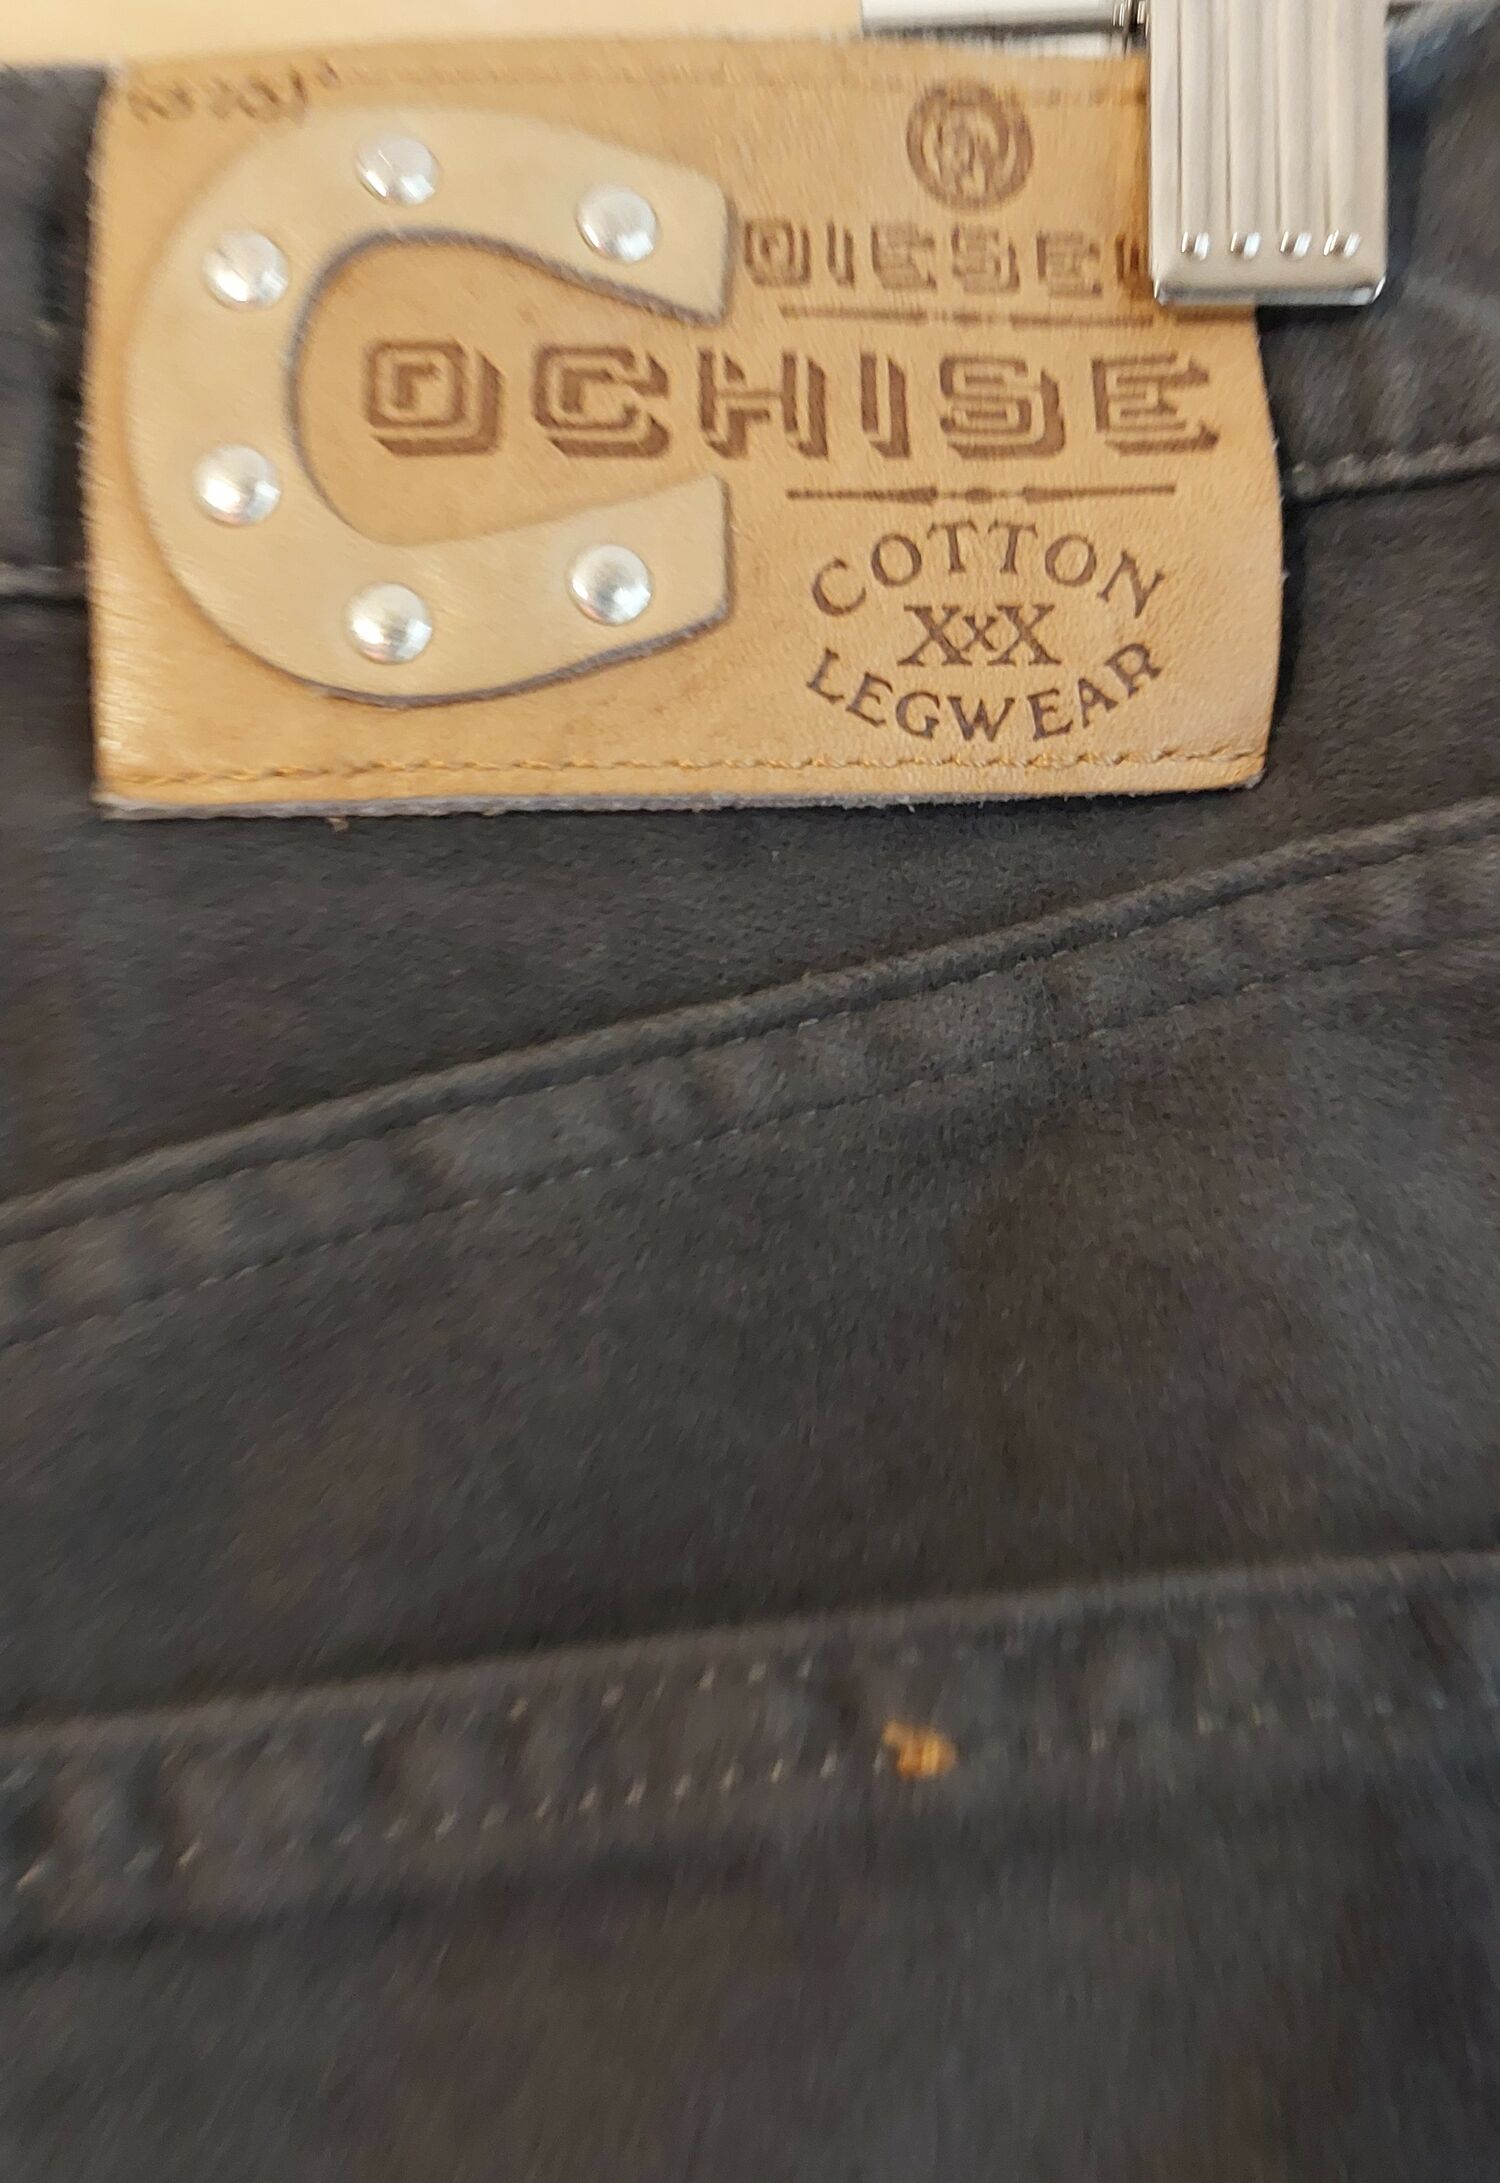 DIESEL
OCHISE
COTTON
XxX
LEGWEAR